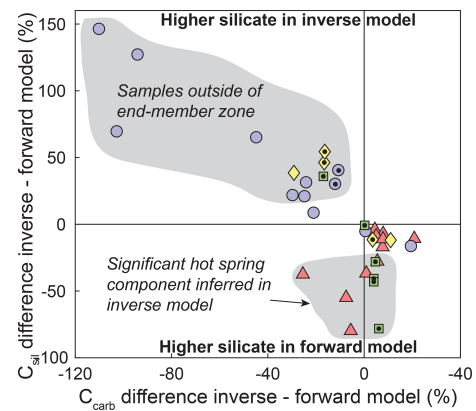 Higher silicate in inverse model
Samples outside of
end-member zone
Significant hot spring
component inferred in
inverse model
Higher silicate in forward model
150
100
50
0
-50
100
-120
-80
-40
0
-40
C_sil difference inverse - forward model (%)
C_carb difference inverse - forward model (%)